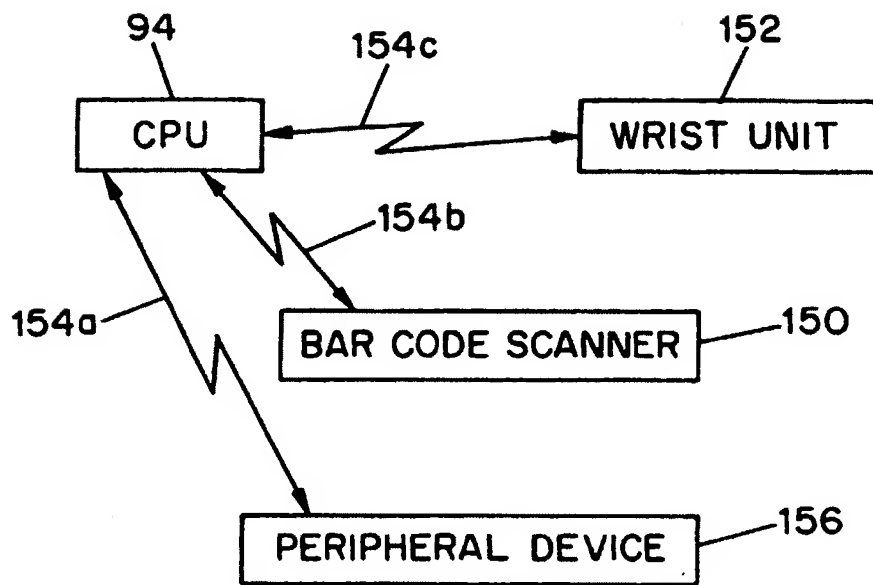 94
154c
152
CPU
WRIST UNIT
154b
154a
BAR CODE SCANNER
150
PERIPHERAL DEVICE
156